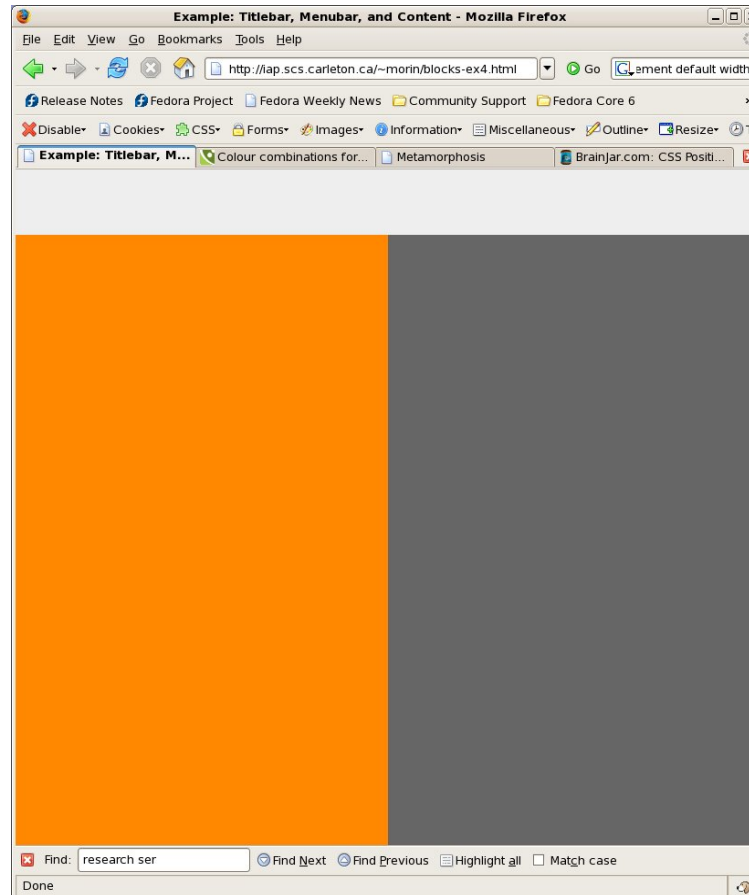 Example: Titlebar, Menubar, and Content - Mozilla Firefox
File Edit View Go Bookmarks Tools Help
http://iap.scs.carleton.ca/~morin/blocks-ex4.html Go G ement default width
Release Notes Fedora Project Fedora Weekly News Community Support Fedora Core 6
Disable Cookies CSS Forms Images Information Miscellaneous Outline Resize T
Example: Titlebar, M... Colour combinations for... Metamorphosis BrainJar.com: CSS Positi...
Find: research ser Find Next Find Previous Highlight all Match case
Done